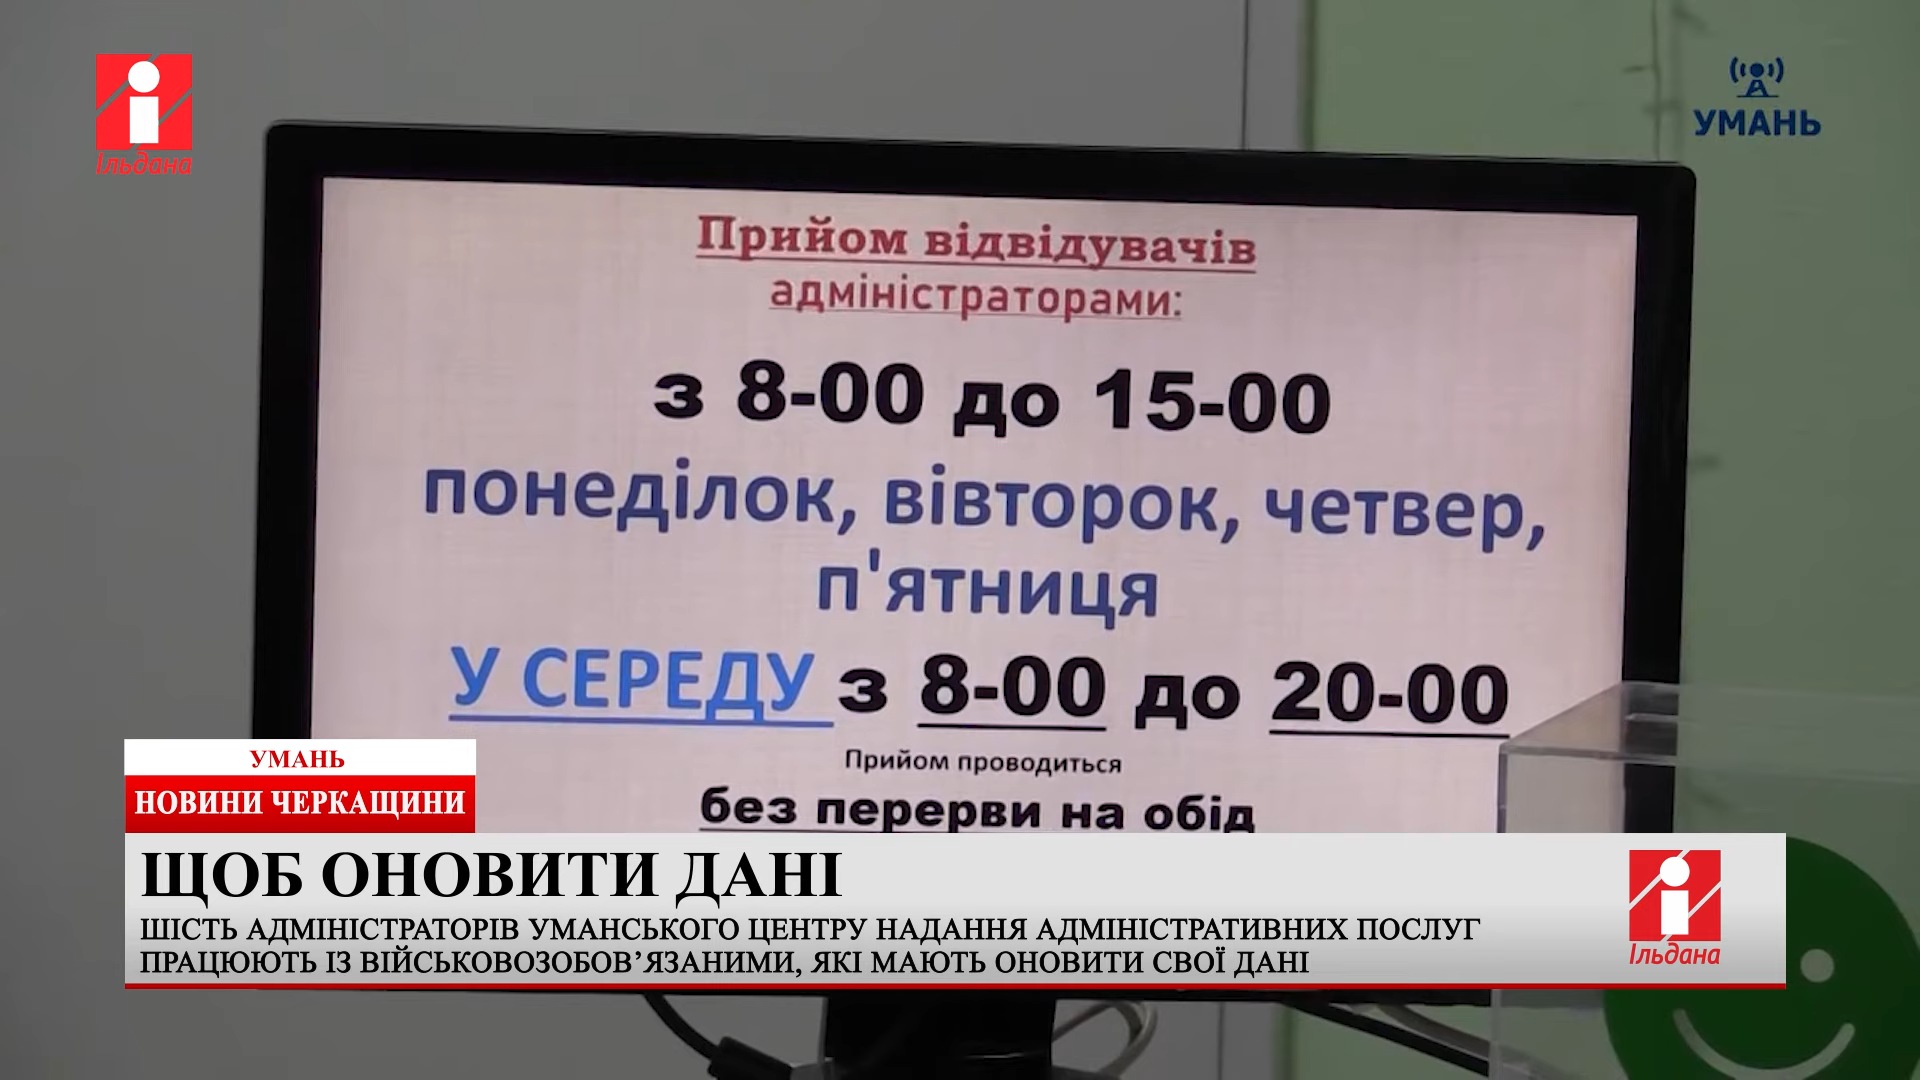 Ільдана
УМАНЬ
Прийом відвідувачів
адміністраторами:
з 8-00 до 15-00
понеділок, вівторок, четвер,
п'ятниця
У СЕРЕДУ з 8-00 до 20-00
Прийом проводиться
без перерви на обід
УМАНЬ
НОВИНИ ЧЕРКАЩИНИ
ЩОБ ОНОВИТИ ДАНІ
ШІСТЬ АДМІНІСТРАТОРІВ УМАНСЬКОГО ЦЕНТРУ НАДАННЯ АДМІНІСТРАТИВНИХ ПОСЛУГ
ПРАЦЮЮТЬ ІЗ ВІЙСЬКОВОЗОБОВ’ЯЗАНИМИ, ЯКІ МАЮТЬ ОНОВИТИ СВОЇ ДАНІ
Ільдана